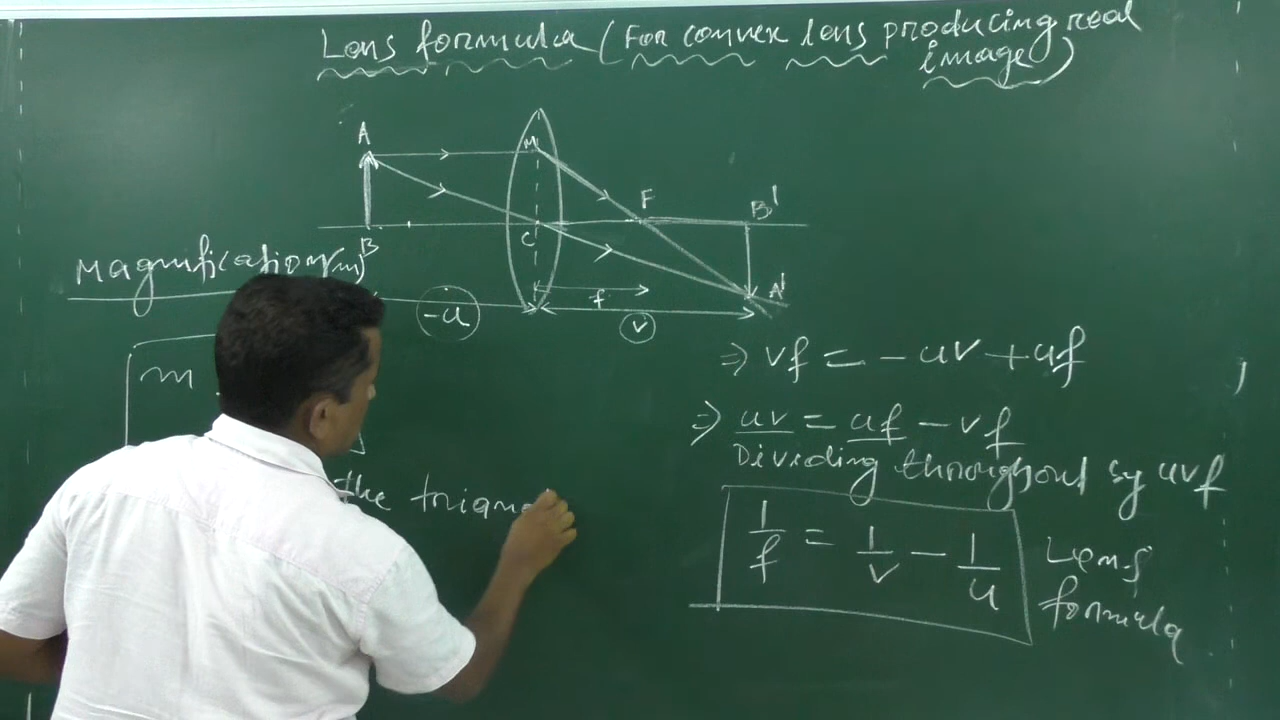 Lens formula (For convex lens producing real
image)
A
M
F
B'
C
B
A'
f
-u
v
Magnification(m)
m
the triang
⇒ vf = -uv + uf
⇒ uv = uf - vf
Dividing throughout by uvf
1/f = 1/v - 1/u
Lens
formula